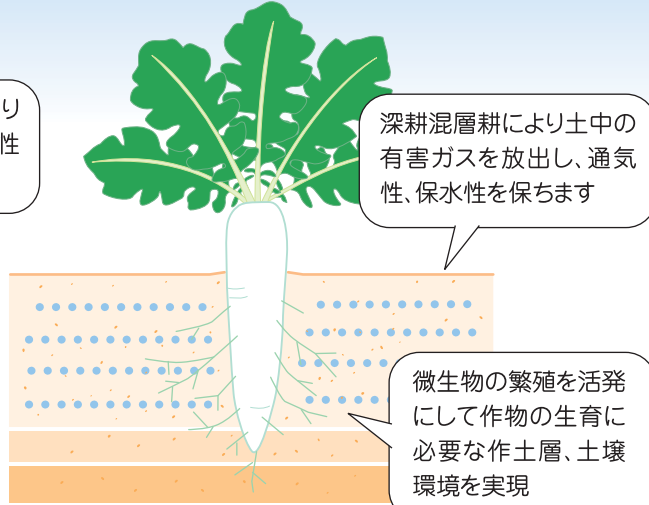 り
性
深耕混層耕により土中の
有害ガスを放出し、通気
性、保水性を保ちます
微生物の繁殖を活発
にして作物の生育に
必要な作土層、土壌
環境を実現